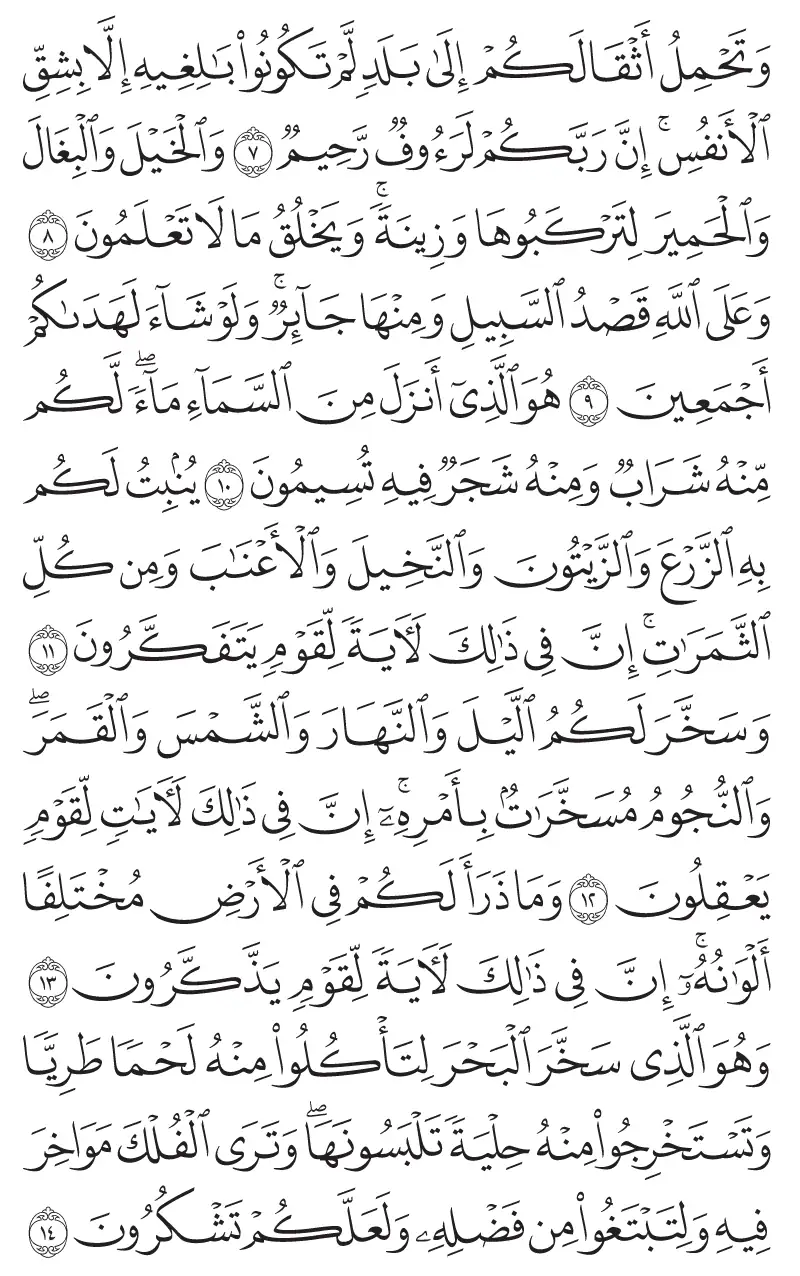 وَتَحۡمِلُ أَثۡقَالَكُمۡ إِلَىٰ بَلَدٖ لَّمۡ تَكُونُواْ بَٰلِغِيهِ إِلَّا بِشِقِّ
ٱلۡأَنفُسِۚ إِنَّ رَبَّكُمۡ لَرَءُوفٞ رَّحِيمٞ ٧ وَٱلۡخَيۡلَ وَٱلۡبِغَالَ
وَٱلۡحَمِيرَ لِتَرۡكَبُوهَا وَزِينَةٗۚ وَيَخۡلُقُ مَا لَا تَعۡلَمُونَ ٨
وَعَلَى ٱللَّهِ قَصۡدُ ٱلسَّبِيلِ وَمِنۡهَا جَآئِرٞۚ وَلَوۡ شَآءَ لَهَدَىٰكُمۡ
أَجۡمَعِينَ ٩ هُوَ ٱلَّذِيٓ أَنزَلَ مِنَ ٱلسَّمَآءِ مَآءٗۖ لَّكُم
مِّنۡهُ شَرَابٞ وَمِنۡهُ شَجَرٞ فِيهِ تُسِيمُونَ ١٠ يُنۢبِتُ لَكُم
بِهِ ٱلزَّرۡعَ وَٱلزَّيۡتُونَ وَٱلنَّخِيلَ وَٱلۡأَعۡنَٰبَ وَمِن كُلِّ
ٱلثَّمَرَٰتِۚ إِنَّ فِي ذَٰلِكَ لَأٓيَةٗ لِّقَوۡمٖ يَتَفَكَّرُونَ ١١
وَسَخَّرَ لَكُمُ ٱلَّيۡلَ وَٱلنَّهَارَ وَٱلشَّمۡسَ وَٱلۡقَمَرَۖ
وَٱلنُّجُومُ مُسَخَّرَٰتُۢ بِأَمۡرِهِۦٓۚ إِنَّ فِي ذَٰلِكَ لَأٓيَٰتٖ لِّقَوۡمٖ
يَعۡقِلُونَ ١٢ وَمَا ذَرَأَ لَكُمۡ فِي ٱلۡأَرۡضِ مُخۡتَلِفًا
أَلۡوَٰنُهُۥٓۚ إِنَّ فِي ذَٰلِكَ لَأٓيَةٗ لِّقَوۡمٖ يَذَّكَّرُونَ ١٣
وَهُوَ ٱلَّذِي سَخَّرَ ٱلۡبَحۡرَ لِتَأۡكُلُواْ مِنۡهُ لَحۡمٗا طَرِيّٗا
وَتَسۡتَخۡرِجُواْ مِنۡهُ حِلۡيَةٗ تَلۡبَسُونَهَاۖ وَتَرَى ٱلۡفُلۡكَ مَوَاخِرَ
فِيهِ وَلِتَبۡتَغُواْ مِن فَضۡلِهِۦ وَلَعَلَّكُمۡ تَشۡكُرُونَ ١٤